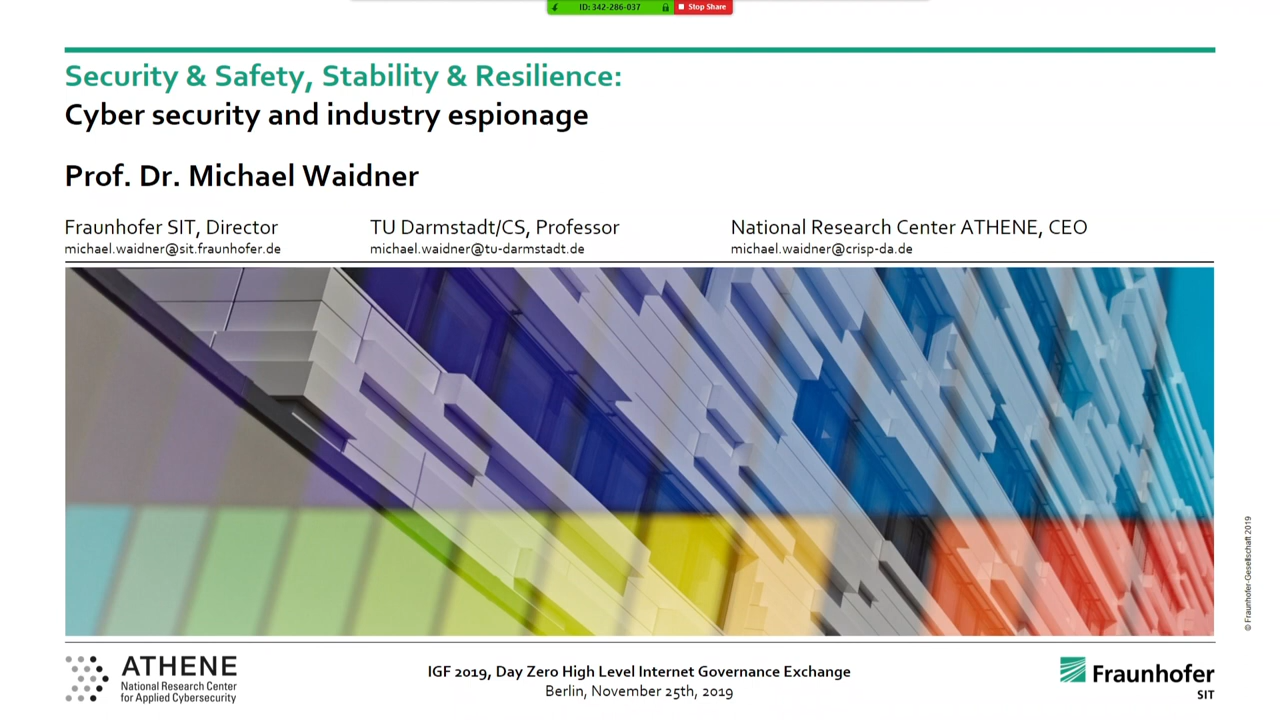 ID: 342-286-037
Stop Share
Security & Safety, Stability & Resilience:
Cyber security and industry espionage
Prof. Dr. Michael Waidner
Fraunhofer SIT, Director
michael.waidner@sit.fraunhofer.de
TU Darmstadt/CS, Professor
michael.waidner@tu-darmstadt.de
National Research Center ATHENE, CEO
michael.waidner@crisp-da.de
© Fraunhofer-Gesellschaft 2019
ATHENE
National Research Center
for Applied Cybersecurity
IGF 2019, Day Zero High Level Internet Governance Exchange
Berlin, November 25th, 2019
Fraunhofer
SIT